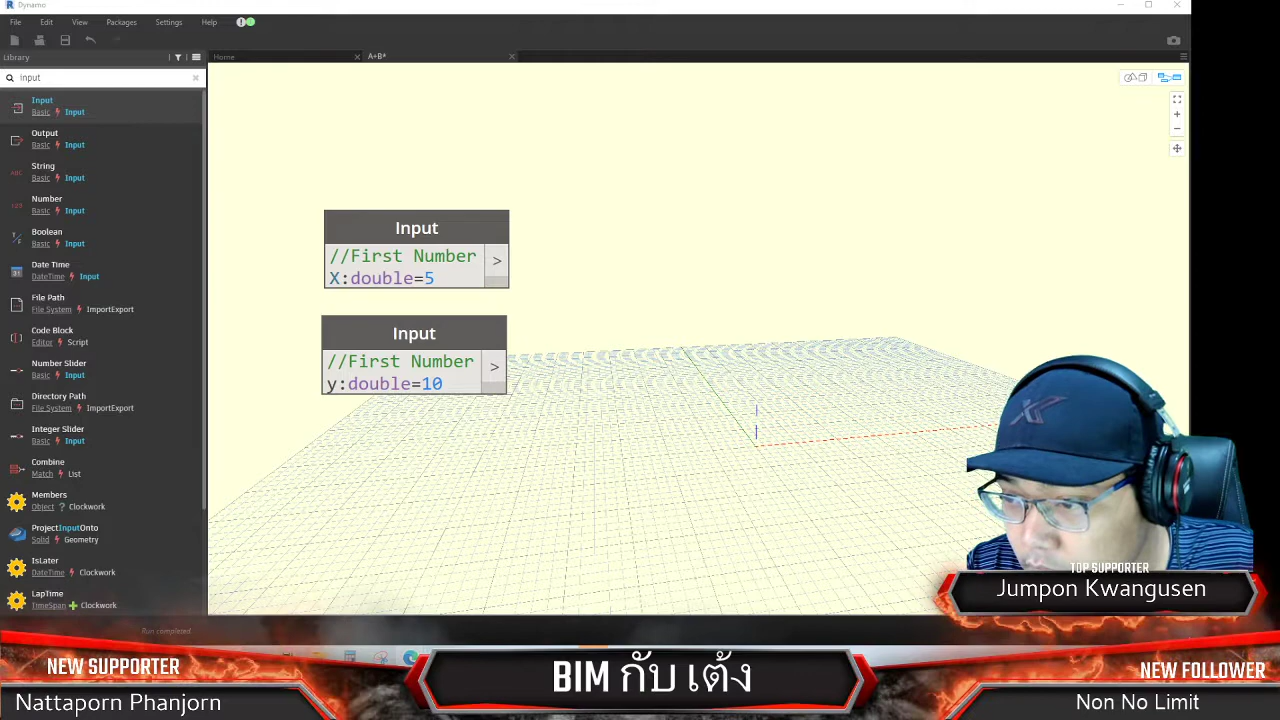 Dynamo
File Edit View Packages Settings Help
Library
Home
A+B*
input
Input
Basic Input
Output
Basic Input
ABC
String
Basic Input
123
Number
Basic Input
Boolean
Basic Input
Date Time
DateTime Input
File Path
File System ImportExport
Code Block
Editor Script
Number Slider
Basic Input
Directory Path
File System ImportExport
Integer Slider
Basic Input
Combine
Match List
Members
Object ? Clockwork
ProjectInputOnto
Solid Geometry
IsLater
DateTime Clockwork
LapTime
TimeSpan Clockwork
Input
//First Number
X:double=5
>
Input
//First Number
y:double=10
>
Run completed.
TOP SUPPORTER
Jumpon Kwangusen
NEW SUPPORTER
Nattaporn Phanjorn
BIM กับ เต้ง
NEW FOLLOWER
Non No Limit